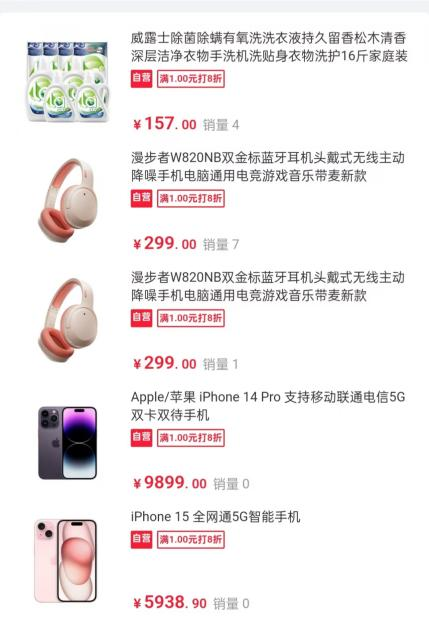 威露士除菌除螨有氧洗洗衣液持久留香松木清香
深层洁净衣物手洗机洗贴身衣物洗护16斤家庭装
自营 满1.00元打8折
¥157.00 销量 4
漫步者W820NB双金标蓝牙耳机头戴式无线主动
降噪手机电脑通用电竞游戏音乐带麦新款
自营 满1.00元打8折
¥299.00 销量 7
漫步者W820NB双金标蓝牙耳机头戴式无线主动
降噪手机电脑通用电竞游戏音乐带麦新款
自营 满1.00元打8折
¥299.00 销量 1
Apple/苹果 iPhone 14 Pro 支持移动联通电信5G
双卡双待手机
自营 满1.00元打8折
¥9899.00 销量 0
iPhone 15 全网通5G智能手机
自营 满1.00元打8折
¥5938.90 销量 0